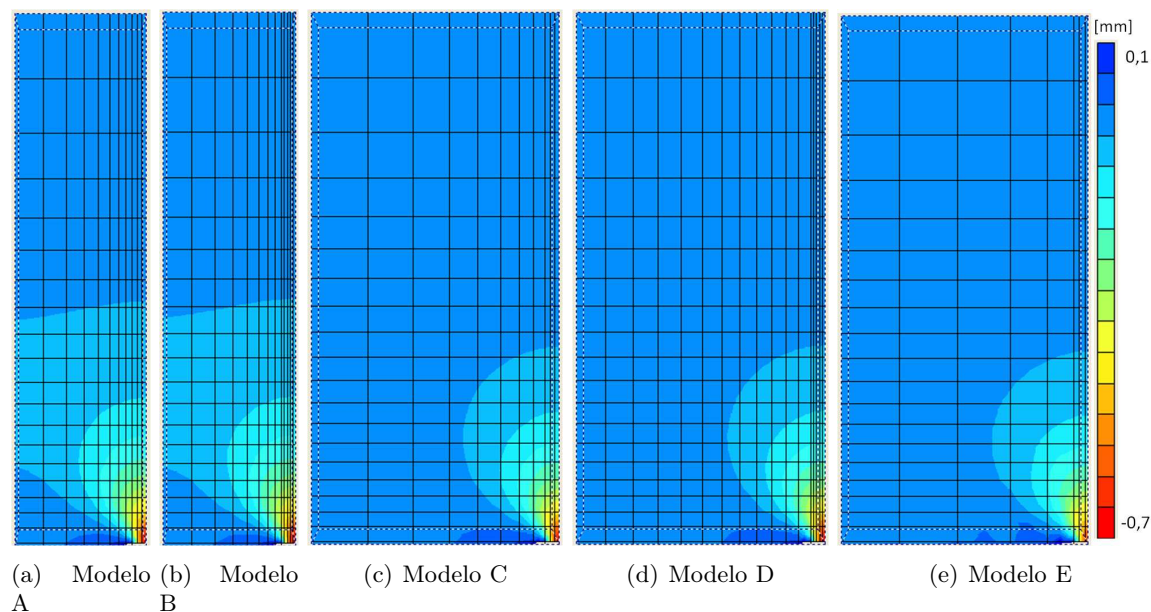 [mm]
0,1
-0,7
(a) Modelo A
(b) Modelo B
(c) Modelo C
(d) Modelo D
(e) Modelo E